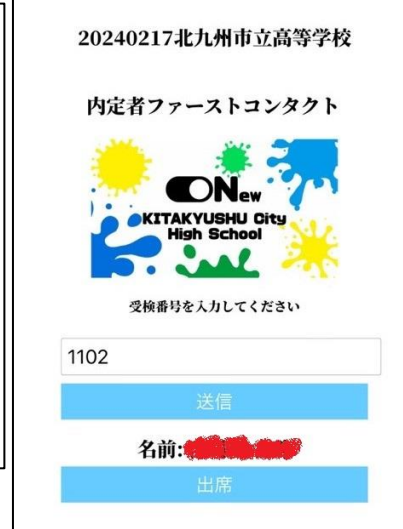 20240217北九州市立高等学校
内定者ファーストコンタクト
ONew
KITAKYUSHU City
High School
受検番号を入力してください
1102
送信
名前:
出席